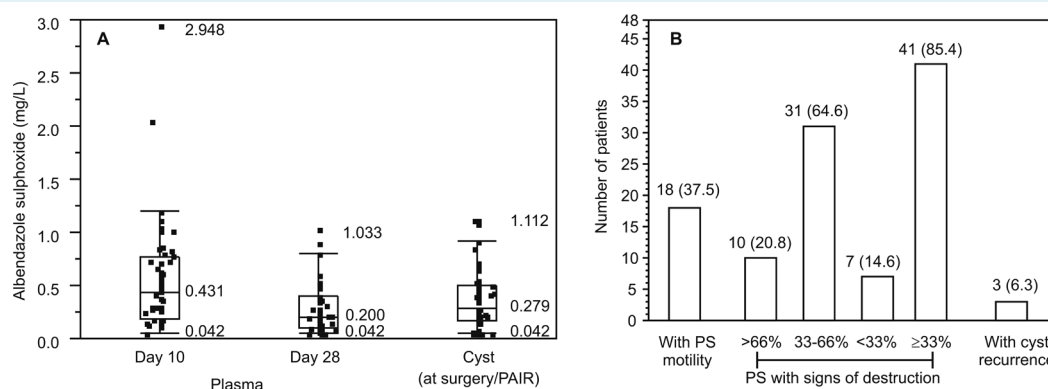 A
Albendazole sulphoxide (mg/L)
3.0
2.5
2.0
1.5
1.0
0.5
0.0
2.948
0.431
0.042
1.033
0.200
0.042
1.112
0.279
0.042
Day 10
Day 28
Cyst
(at surgery/PAIR)
Plasma
B
Number of patients
48
45
40
35
30
25
20
15
10
5
0
18 (37.5)
10 (20.8)
31 (64.6)
7 (14.6)
41 (85.4)
3 (6.3)
With PS
motility
>66%
33-66%
<33%
≥33%
With cyst
recurrence
PS with signs of destruction